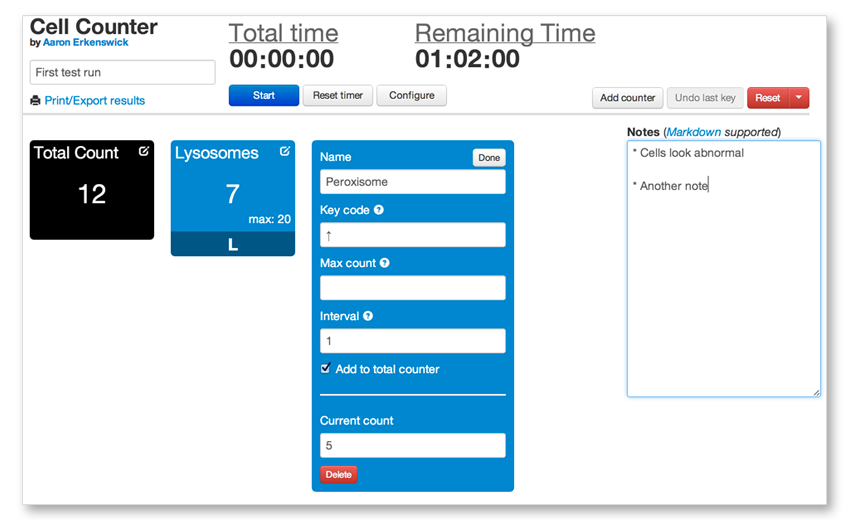 Cell Counter
by Aaron Erkenswick
First test run
Print/Export results
Total time
00:00:00
Remaining Time
01:02:00
Start
Reset timer
Configure
Add counter
Undo last key
Reset
Total Count
12
Lysosomes
7
max: 20
L
Name
Done
Peroxisome
Key code ?
↑
Max count ?
Interval ?
1
Add to total counter
Current count
5
Delete
Notes (Markdown supported)
* Cells look abnormal
* Another note